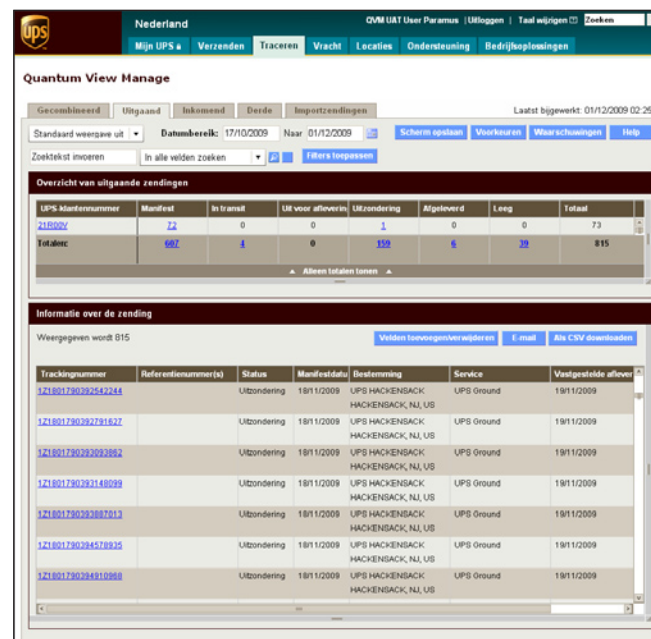 ups
Nederland
QVM UAT User Paramus | Uitloggen | Taal wijzigen Zoeken
Mijn UPS Verzenden Traceren Vracht Locaties Ondersteuning Bedrijfsoplossingen
Quantum View Manage
Gecombineerd Uitgaand Inkomend Derde Importzendingen Laatst bijgewerkt: 01/12/2009 02:25
Standaard weergave uit Datumbereik: 17/10/2009 Naar 01/12/2009 Scherm opslaan Voorkeuren Waarschuwingen Help
Zoektekst invoeren In alle velden zoeken Filters toepassen
Overzicht van uitgaande zendingen
UPS-klantennummer Manifest In transit Uit voor aflevering Uitzondering Afgeleverd Leeg Totaal
21R00V 72 0 0 1 0 0 73
Totalen: 607 4 0 159 6 39 815
Alleen totalen tonen
Informatie over de zending
Weergegeven wordt 815 Velden toevoegen/verwijderen E-mail Als CSV downloaden
Trackingnummer Referentienummer(s) Status Manifestdatu Bestemming Service Vastgestelde aflever
1Z1801790392542244 Uitzondering 18/11/2009 UPS HACKENSACK UPS Ground 19/11/2009
HACKENSACK, NJ, US
1Z1801790392791627 Uitzondering 18/11/2009 UPS HACKENSACK UPS Ground 19/11/2009
HACKENSACK, NJ, US
1Z1801790393093862 Uitzondering 18/11/2009 UPS HACKENSACK UPS Ground 19/11/2009
HACKENSACK, NJ, US
1Z1801790393148099 Uitzondering 18/11/2009 UPS HACKENSACK UPS Ground 19/11/2009
HACKENSACK, NJ, US
1Z1801790393887013 Uitzondering 18/11/2009 UPS HACKENSACK UPS Ground 19/11/2009
HACKENSACK, NJ, US
1Z1801790394578935 Uitzondering 18/11/2009 UPS HACKENSACK UPS Ground 19/11/2009
HACKENSACK, NJ, US
1Z1801790394910968 Uitzondering 18/11/2009 UPS HACKENSACK UPS Ground 19/11/2009
HACKENSACK, NJ, US